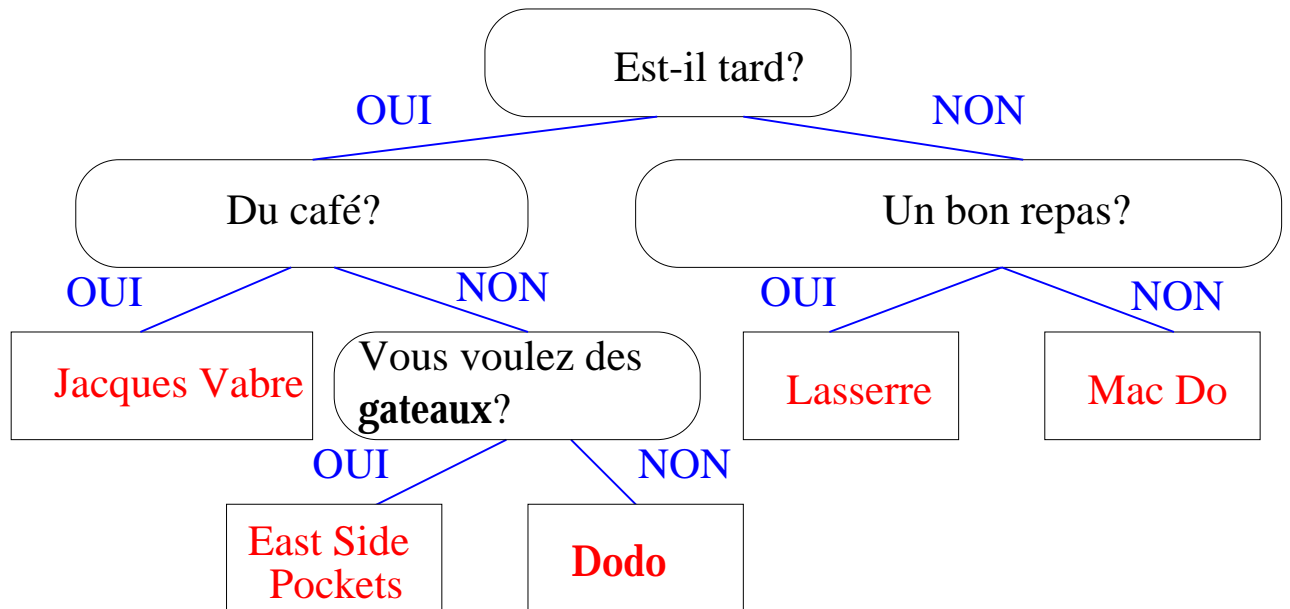 Est-il tard?
OUI
NON
Du café?
Un bon repas?
OUI
NON
OUI
NON
Jacques Vabre
Vous voulez des
gateaux?
Lasserre
Mac Do
OUI
NON
East Side
Pockets
Dodo